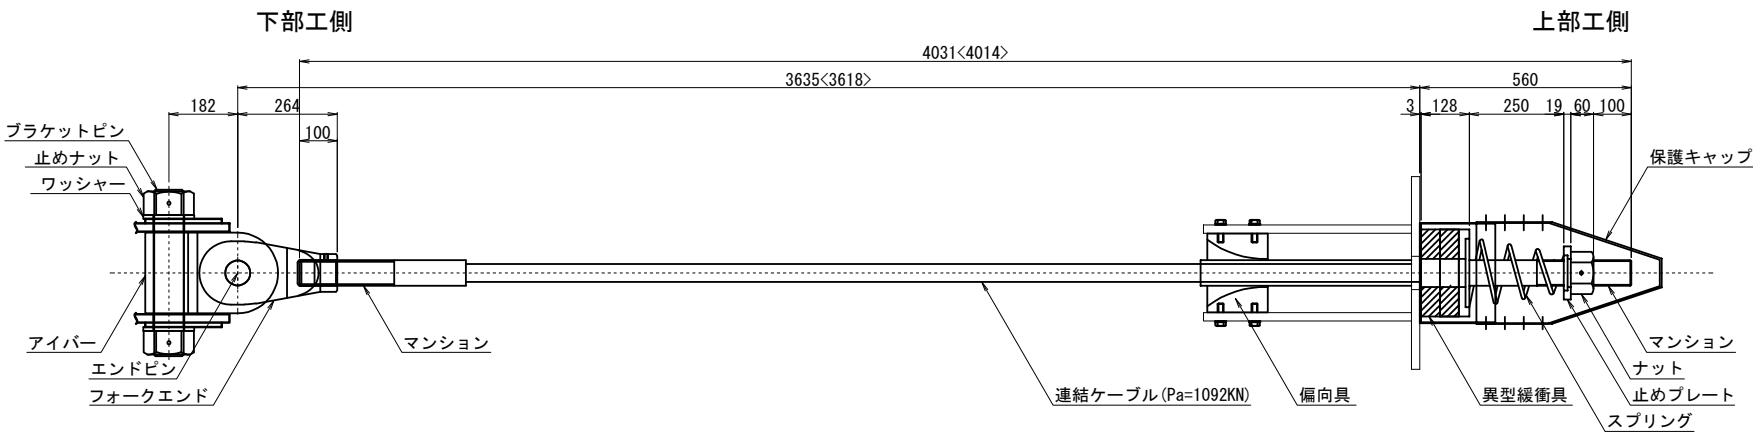 下部工側
上部工側
4031<4014>
3635<3618>
560
182
264
3
128
250
19
60
100
100
ブラケットピン
止めナット
ワッシャー
保護キャップ
アイバー
エンドピン
フォークエンド
マンション
連結ケーブル(Pa=1092KN)
偏向具
異型緩衝具
マンション
ナット
止めプレート
スプリング